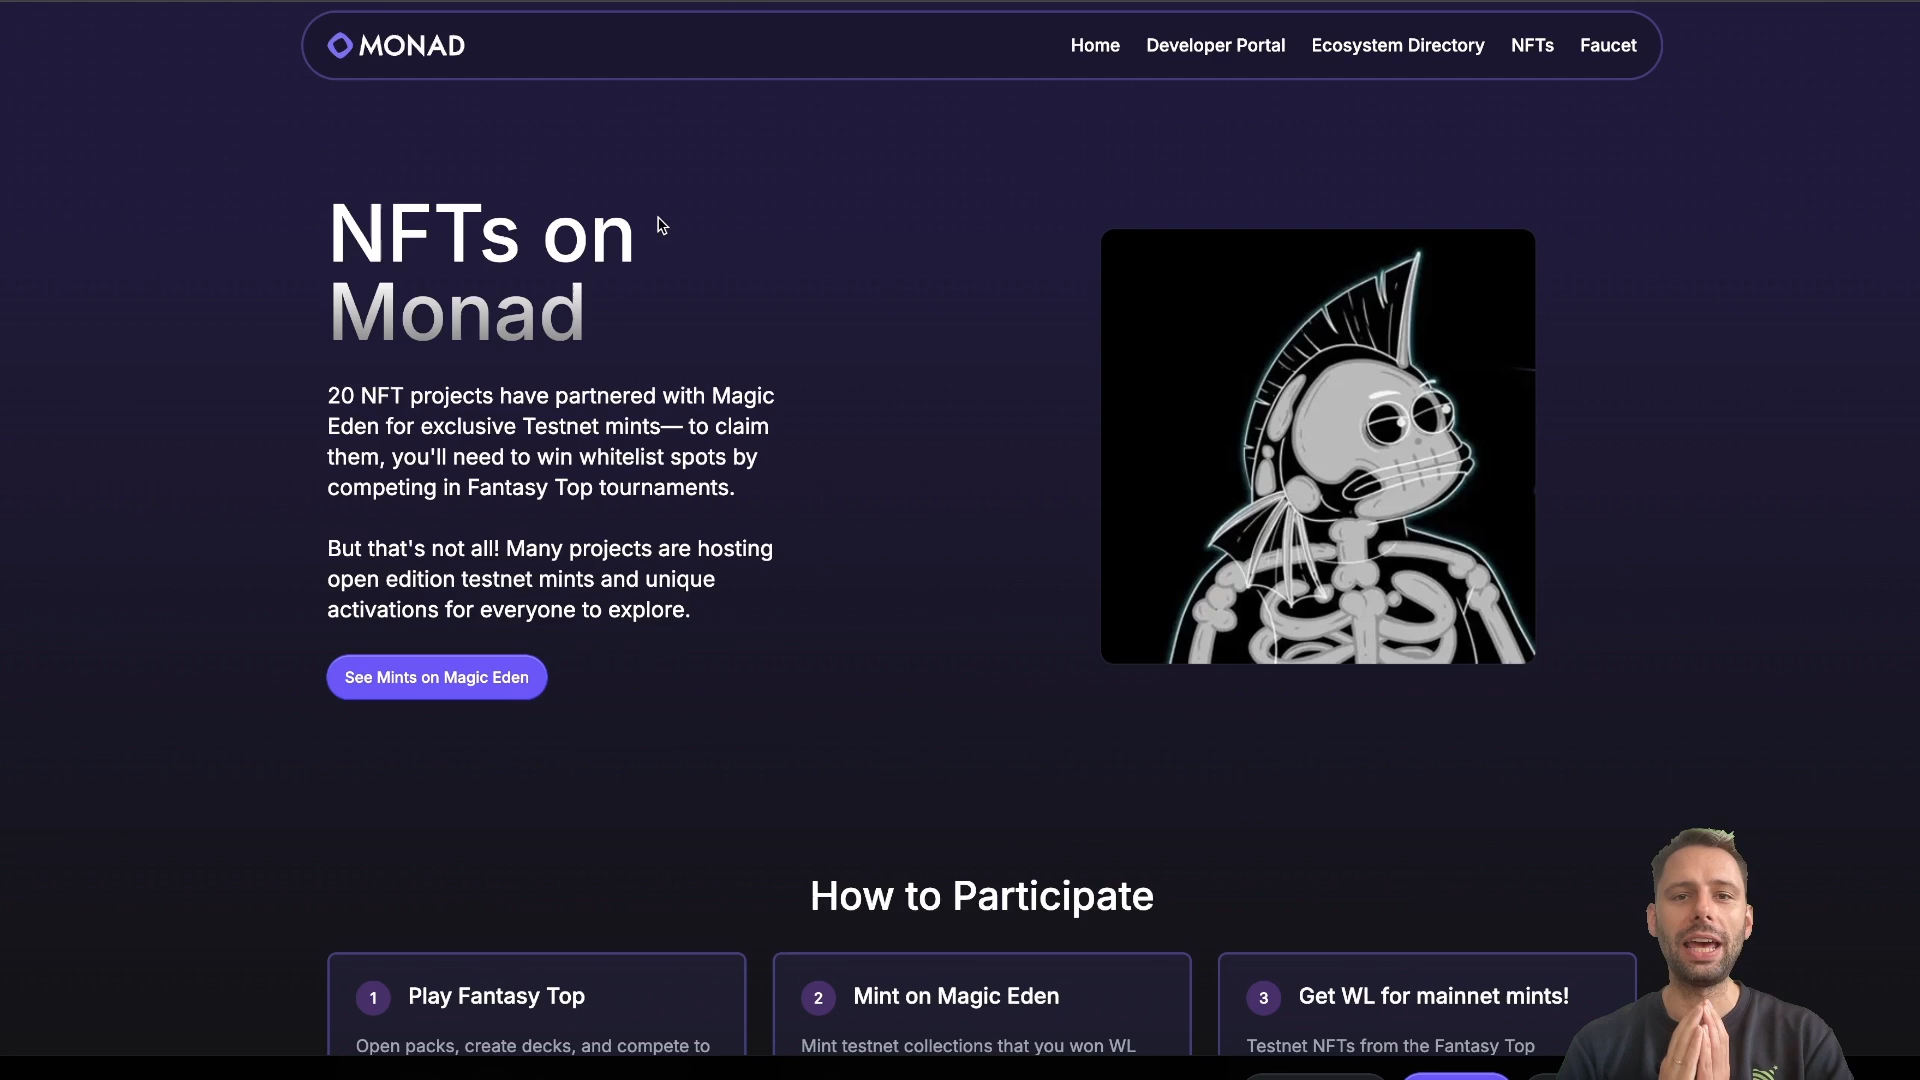 MONAD
Home Developer Portal Ecosystem Directory NFTs Faucet
NFTs on
Monad
20 NFT projects have partnered with Magic
Eden for exclusive Testnet mints— to claim
them, you'll need to win whitelist spots by
competing in Fantasy Top tournaments.
But that's not all! Many projects are hosting
open edition testnet mints and unique
activations for everyone to explore.
See Mints on Magic Eden
How to Participate
1 Play Fantasy Top
Open packs, create decks, and compete to
2 Mint on Magic Eden
Mint testnet collections that you won WL
3 Get WL for mainnet mints!
Testnet NFTs from the Fantasy Top